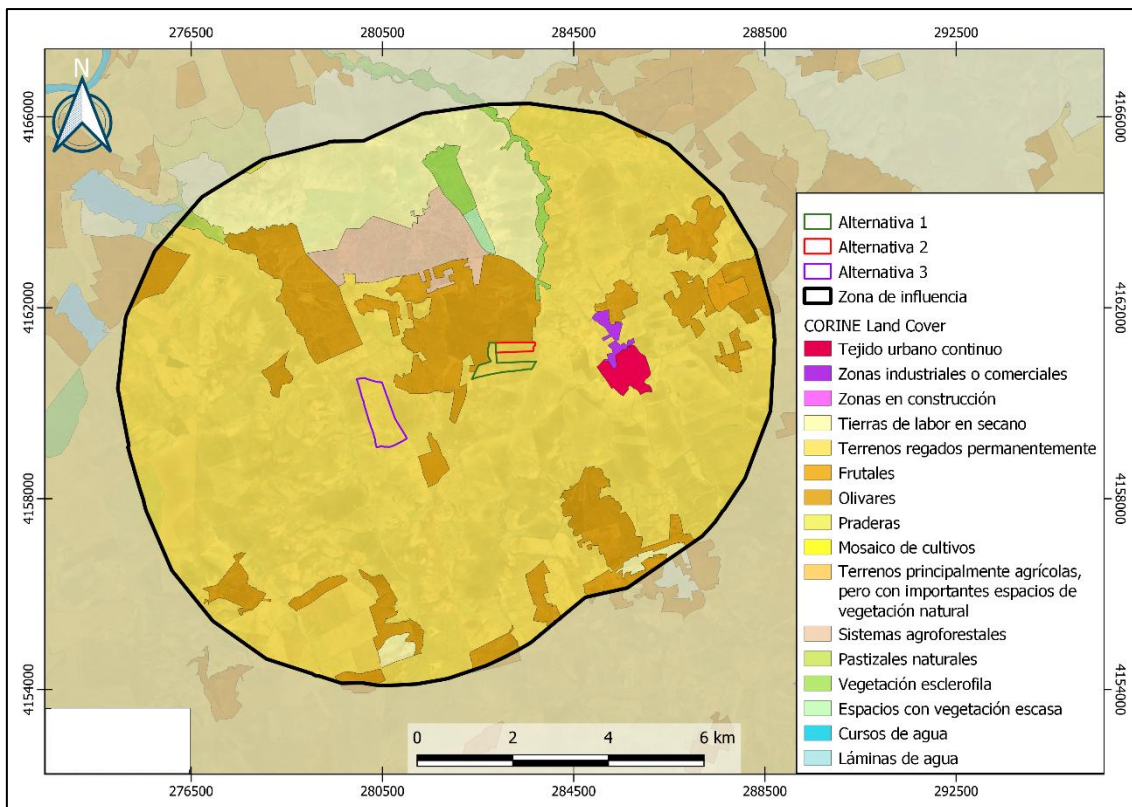 276500 280500 284500 288500 292500
N
4166000 4166000
4162000 4162000
4158000 4158000
4154000 4154000
Alternativa 1
Alternativa 2
Alternativa 3
Zona de influencia
CORINE Land Cover
Tejido urbano continuo
Zonas industriales o comerciales
Zonas en construcción
Tierras de labor en secano
Terrenos regados permanentemente
Frutales
Olivares
Praderas
Mosaico de cultivos
Terrenos principalmente agrícolas,
pero con importantes espacios de
vegetación natural
Sistemas agroforestales
Pastizales naturales
Vegetación esclerofila
Espacios con vegetación escasa
Cursos de agua
Láminas de agua
0 2 4 6 km
276500 280500 284500 288500 292500